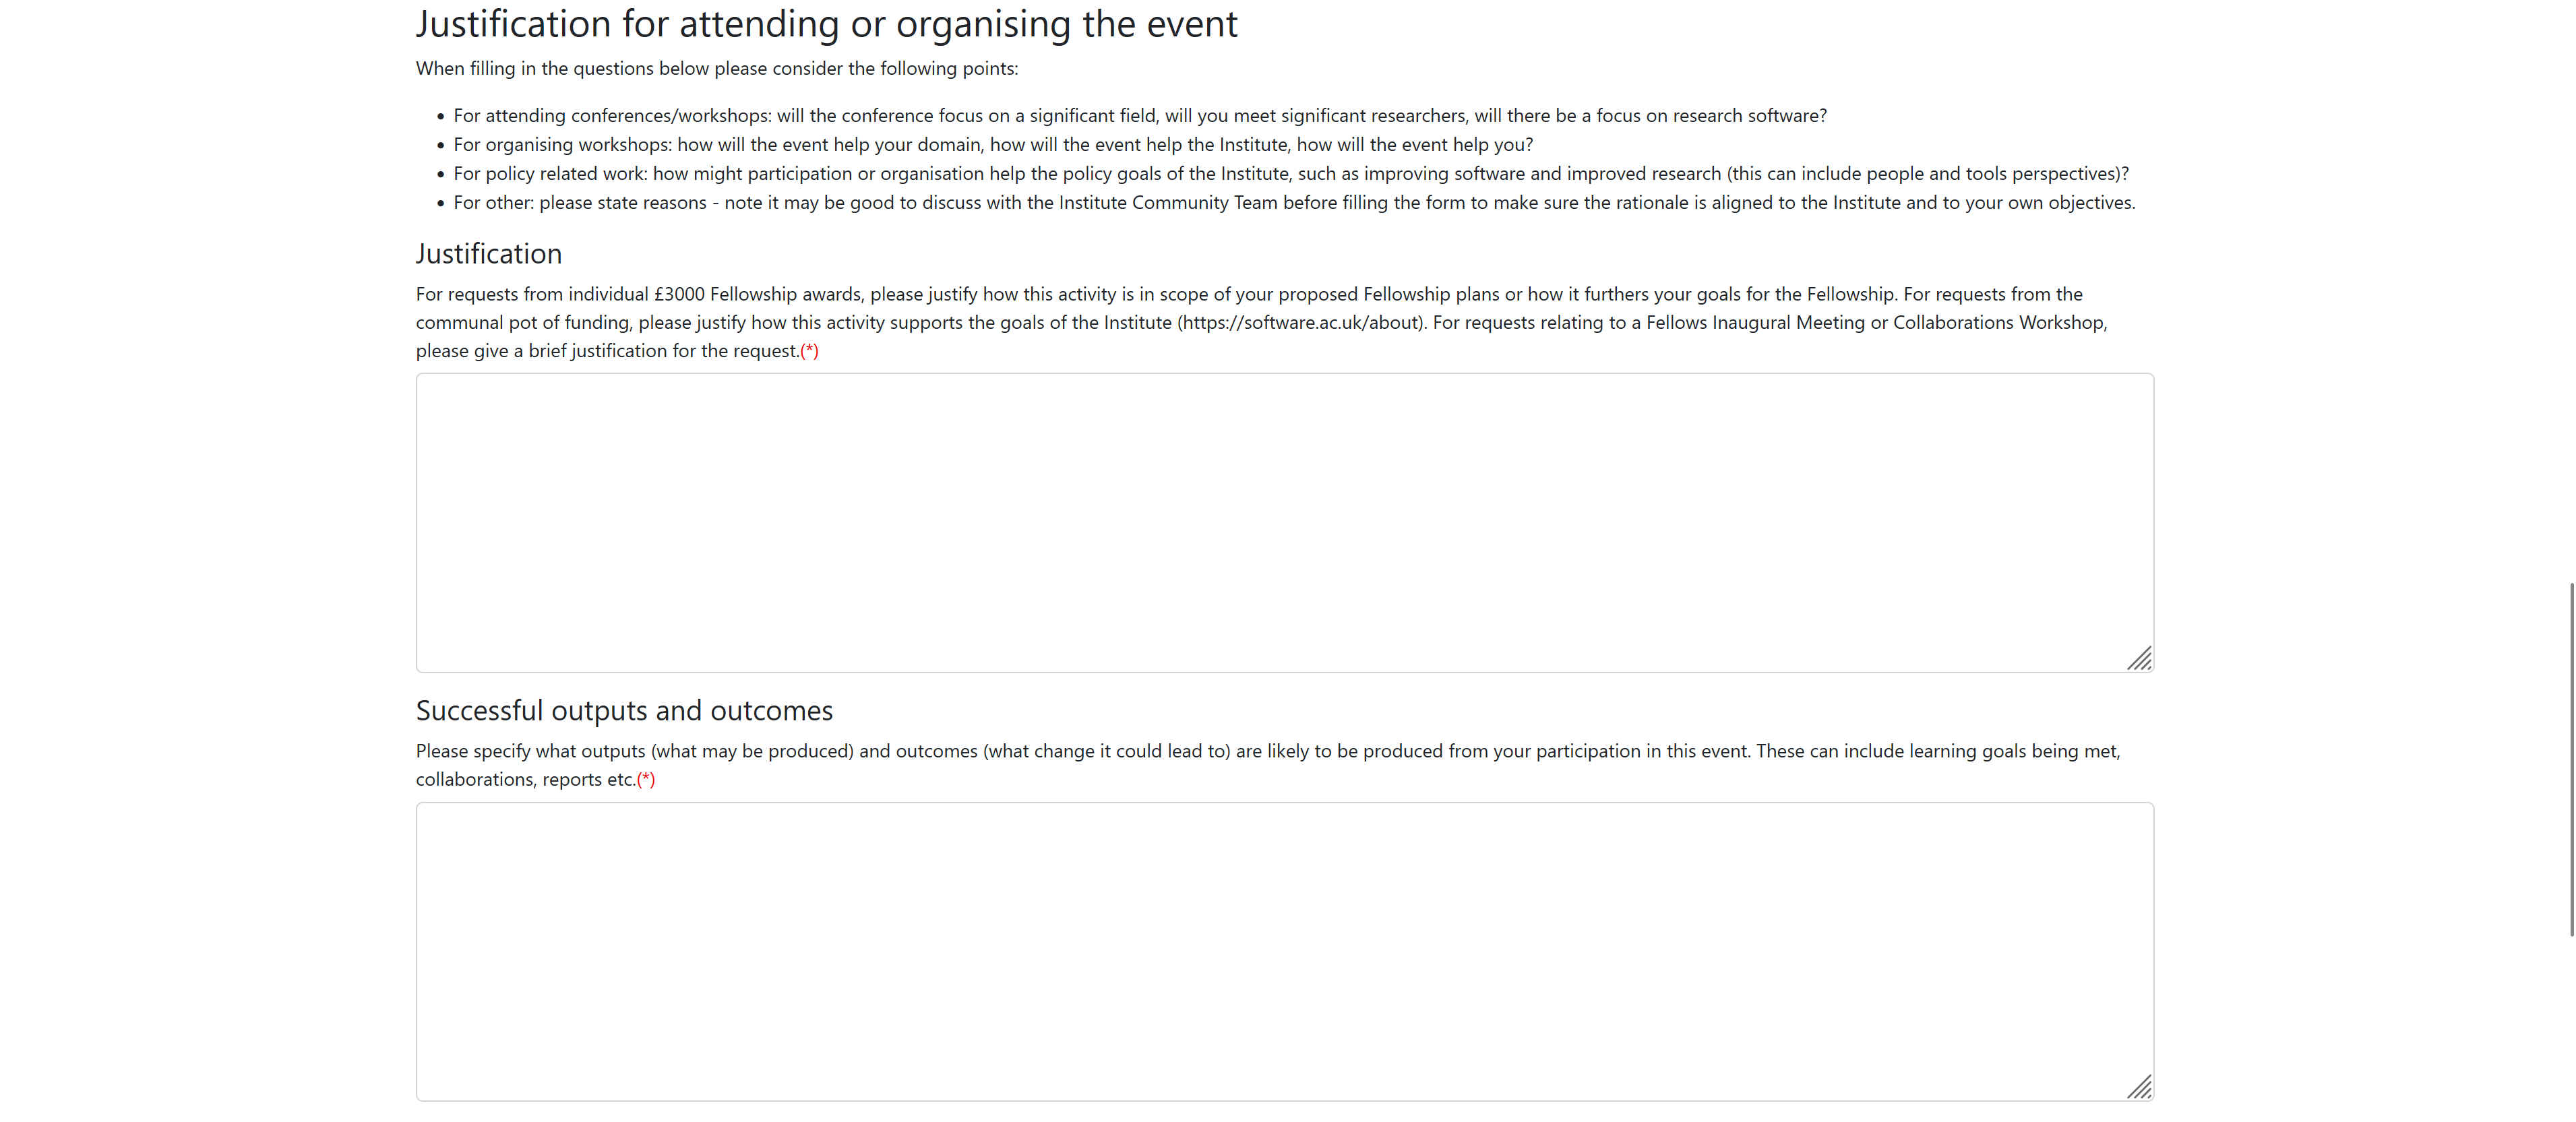 Justification for attending or organising the event
When filling in the questions below please consider the following points:
• For attending conferences/workshops: will the conference focus on a significant field, will you meet significant researchers, will there be a focus on research software?
• For organising workshops: how will the event help your domain, how will the event help the Institute, how will the event help you?
• For policy related work: how might participation or organisation help the policy goals of the Institute, such as improving software and improved research (this can include people and tools perspectives)?
• For other: please state reasons - note it may be good to discuss with the Institute Community Team before filling the form to make sure the rationale is aligned to the Institute and to your own objectives.
Justification
For requests from individual £3000 Fellowship awards, please justify how this activity is in scope of your proposed Fellowship plans or how it furthers your goals for the Fellowship. For requests from the
communal pot of funding, please justify how this activity supports the goals of the Institute (https://software.ac.uk/about). For requests relating to a Fellows Inaugural Meeting or Collaborations Workshop,
please give a brief justification for the request.(*)
Successful outputs and outcomes
Please specify what outputs (what may be produced) and outcomes (what change it could lead to) are likely to be produced from your participation in this event. These can include learning goals being met,
collaborations, reports etc.(*)